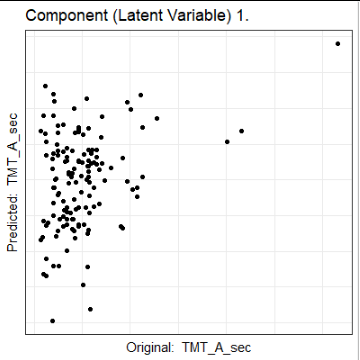 Component (Latent Variable) 1.
Predicted: TMT_A_sec
Original: TMT_A_sec